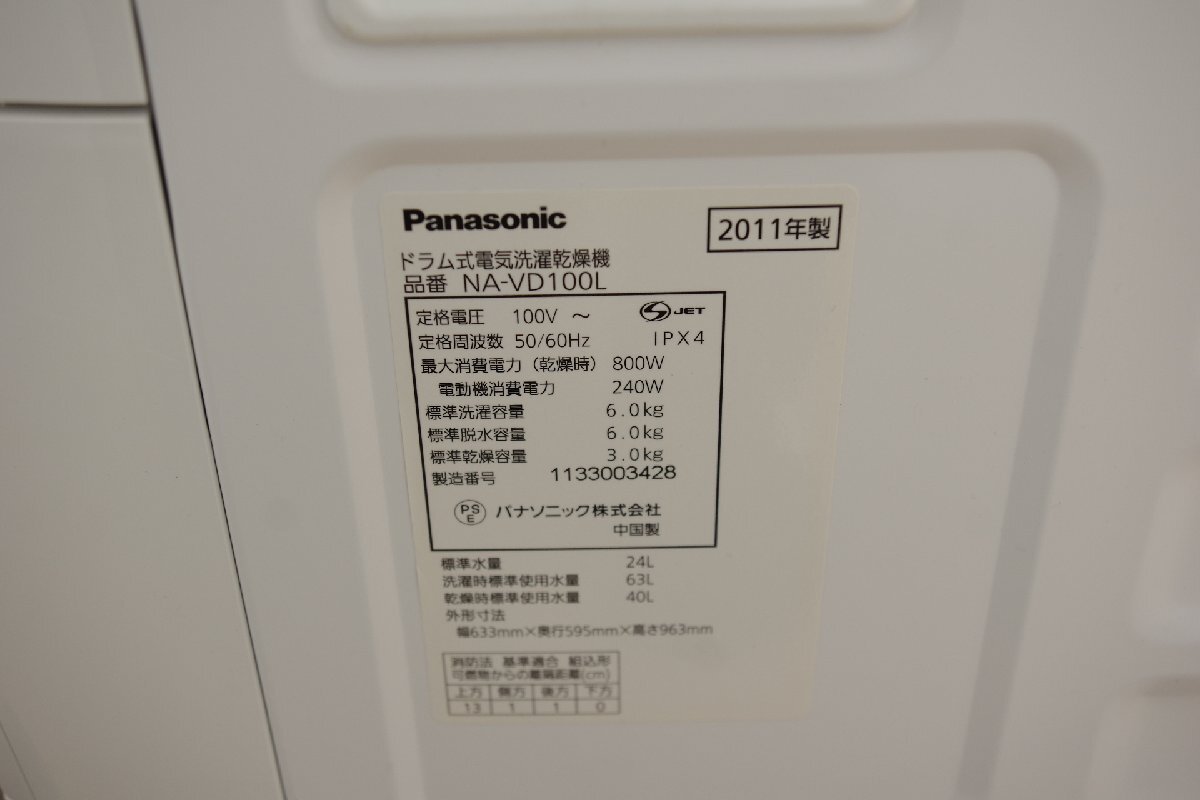 Panasonic
2011年製
ドラム式電気洗濯乾燥機
品番 NA-VD100L
定格電圧 100V ～ S JET
定格周波数 50/60Hz IPX4
最大消費電力（乾燥時） 800W
電動機消費電力 240W
標準洗濯容量 6.0kg
標準脱水容量 6.0kg
標準乾燥容量 3.0kg
製造番号 1133003428
PSE パナソニック株式会社
中国製
標準水量 24L
洗濯時標準使用水量 63L
乾燥時標準使用水量 40L
外形寸法
幅633mm×奥行595mm×高さ963mm
消防法 基準適合 組込形
可燃物からの離隔距離(cm)
上方 側方 後方 下方
13 1 1 0